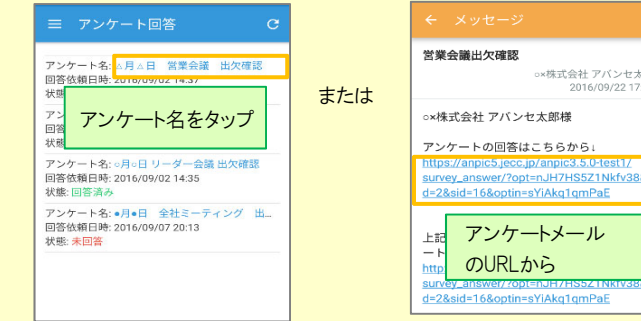 アンケート回答
アンケート名: △月△日　営業会議　出欠確認
回答依頼日時: 2016/09/02 14:37
状態
アンケート名をタップ
アン
回答
状態
アンケート名: ○月○日 リーダー会議 出欠確認
回答依頼日時: 2016/09/02 14:35
状態: 回答済み
アンケート名: ●月●日　全社ミーティング　出...
回答依頼日時: 2016/09/07 20:13
状態: 未回答
または
メッセージ
営業会議出欠確認
○×株式会社 アバンセ太
2016/09/22 17
○×株式会社 アバンセ太郎様
アンケートの回答はこちらから↓
https://anpic5.jecc.jp/anpic3.5.0-test1/
survey_answer/?opt=nJH7HS5Z1Nkfv38
d=2&sid=16&optin=sYiAkq1qmPaE
上記
ート
http
アンケートメール
のURLから
survey_answer/?opt=nJH7HS5Z1Nkfv38
d=2&sid=16&optin=sYiAkq1qmPaE